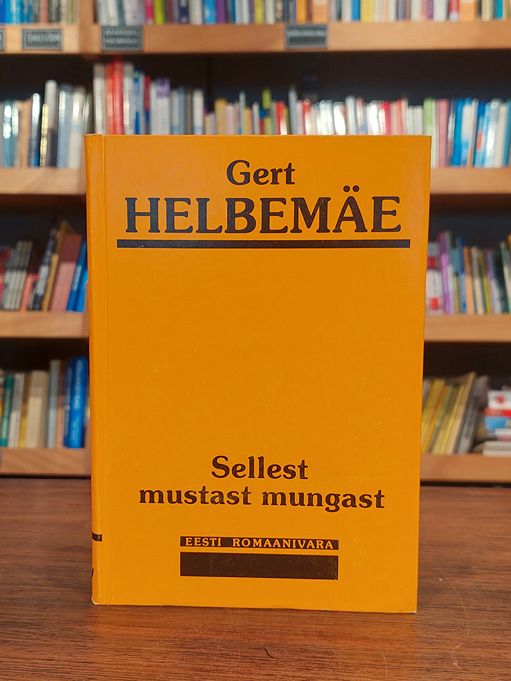 Gert
HELBEMÄE
Sellest
mustast mungast
EESTI ROMAANIVARA